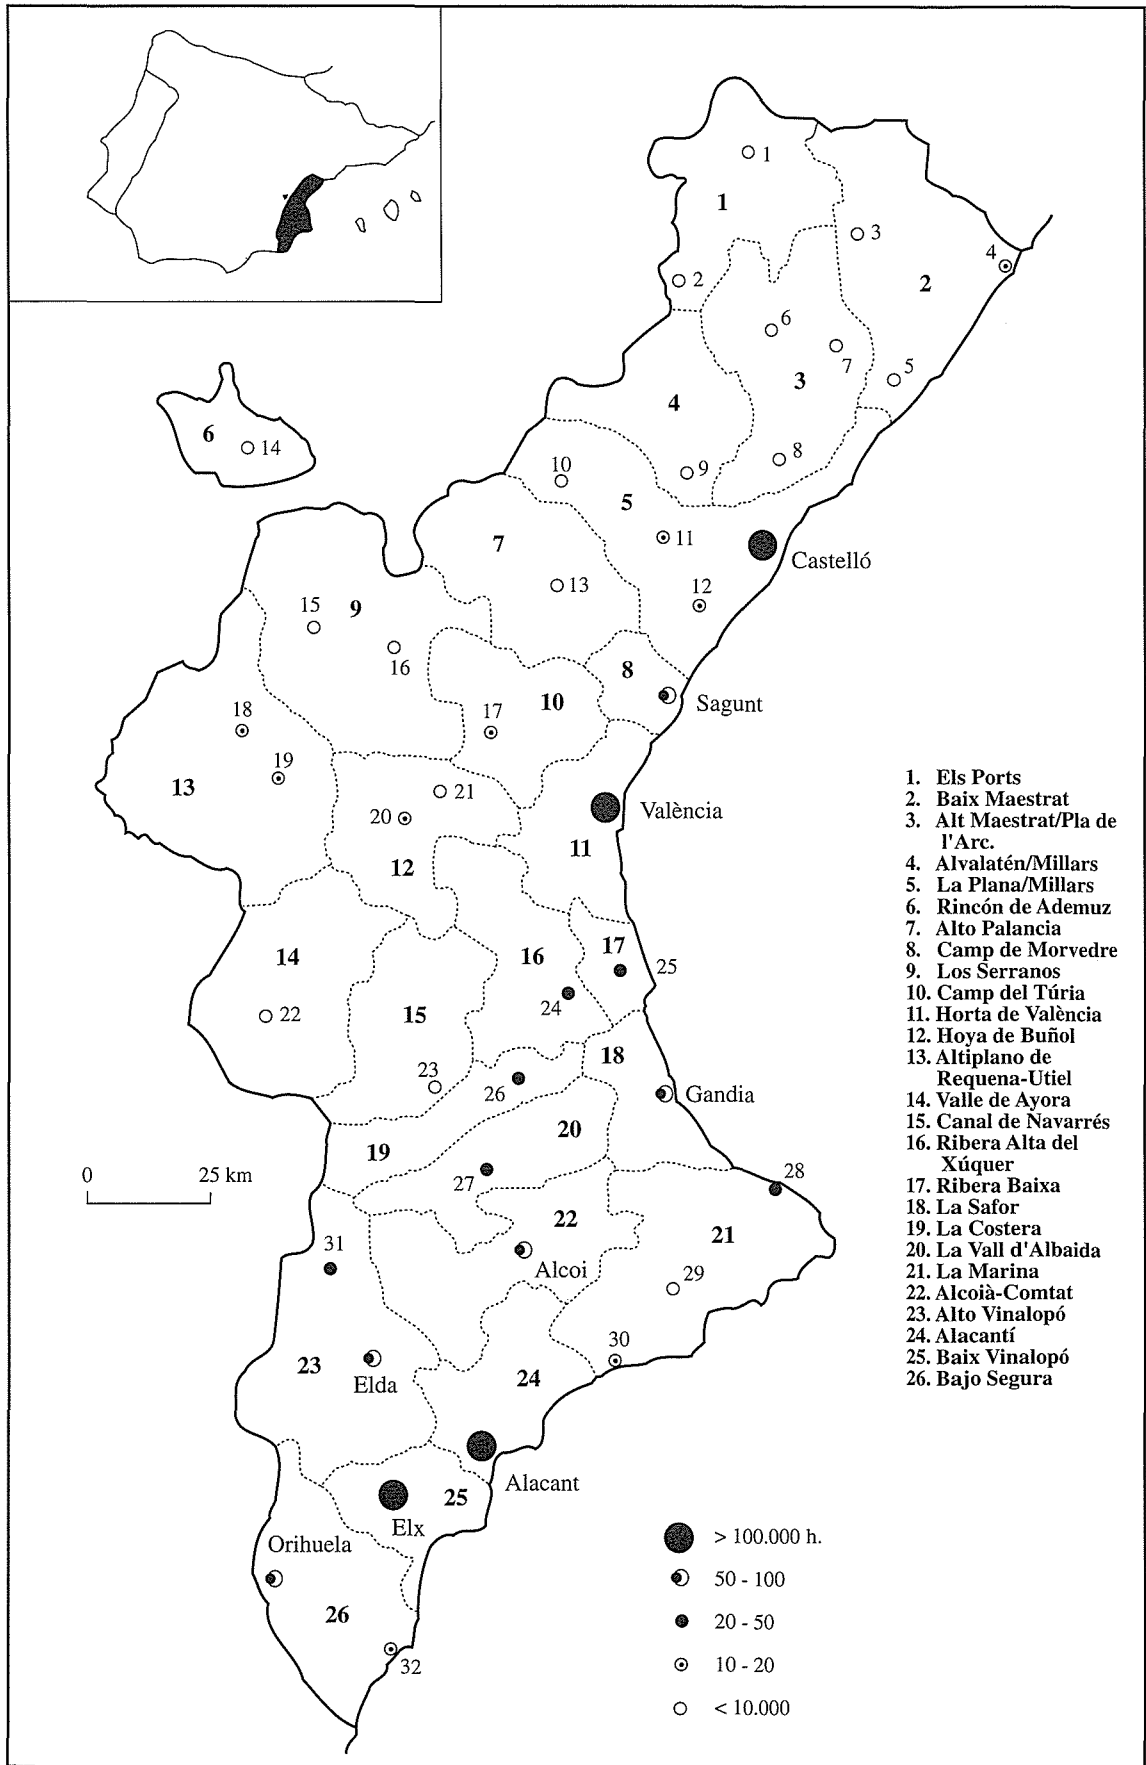 1
1
3
4
2
2
6
7
3
5
4
6
14
8
9
10
5
11
7
Castelló
13
12
15
9
16
8
10
17
Sagunt
18
19
13
21
20
València
11
12
17
16
25
14
24
22
15
18
23
26
Gandia
20
19
0 25 km
27
28
22
21
31
Alcoi
29
30
23
Elda
24
Alacant
25
Elx
Orihuela
26
32
1. Els Ports
2. Baix Maestrat
3. Alt Maestrat/Pla de
l'Arc.
4. Alvalatén/Millars
5. La Plana/Millars
6. Rincón de Ademuz
7. Alto Palancia
8. Camp de Morvedre
9. Los Serranos
10. Camp del Túria
11. Horta de València
12. Hoya de Buñol
13. Altiplano de
Requena-Utiel
14. Valle de Ayora
15. Canal de Navarrés
16. Ribera Alta del
Xúquer
17. Ribera Baixa
18. La Safor
19. La Costera
20. La Vall d'Albaida
21. La Marina
22. Alcoià-Comtat
23. Alto Vinalopó
24. Alacantí
25. Baix Vinalopó
26. Bajo Segura
> 100.000 h.
50 - 100
20 - 50
10 - 20
< 10.000